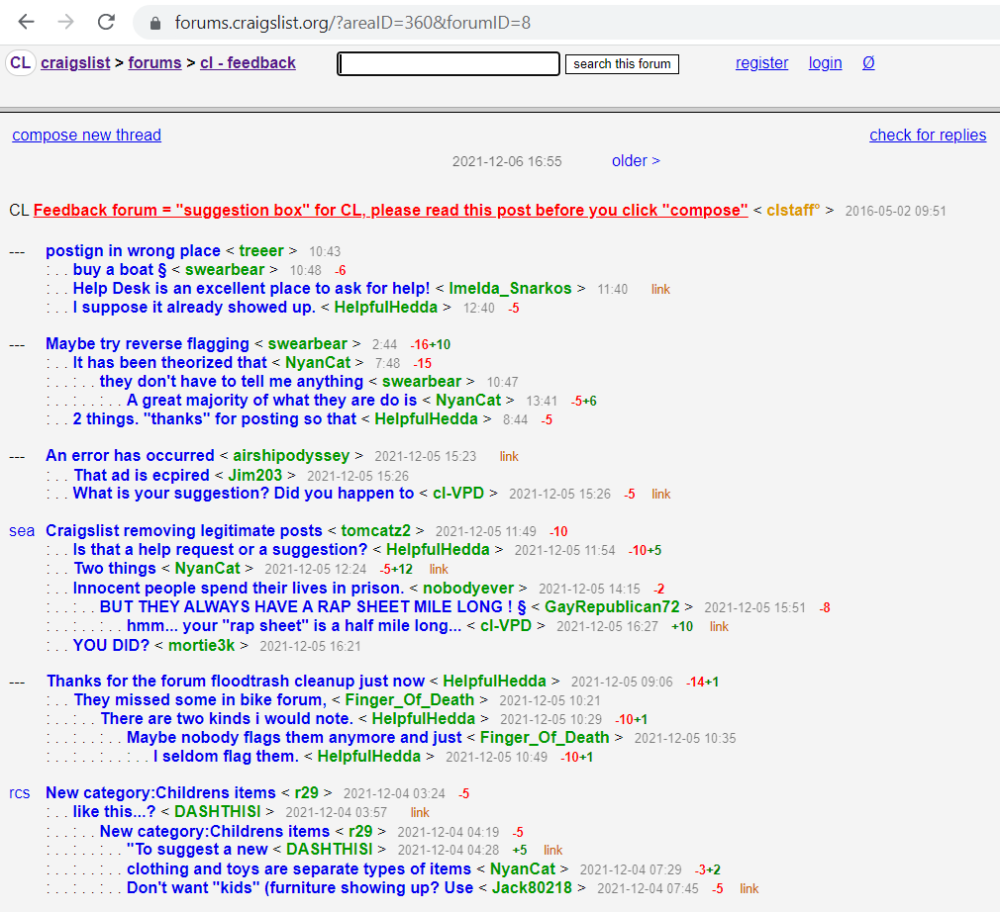 forums.craigslist.org/?areaID=360&forumID=8
CL craigslist > forums > cl - feedback search this forum register login Ø
compose new thread check for replies
2021-12-06 16:55 older >
CL Feedback forum = "suggestion box" for CL, please read this post before you click "compose" < clstaff° > 2016-05-02 09:51
--- postign in wrong place < treeer > 10:43
: . . buy a boat § < swearbear > 10:48 -6
: . . Help Desk is an excellent place to ask for help! < Imelda_Snarkos > 11:40 link
: . . I suppose it already showed up. < HelpfulHedda > 12:40 -5
--- Maybe try reverse flagging < swearbear > 2:44 -16+10
: . . It has been theorized that < NyanCat > 7:48 -15
: . . : . . they don't have to tell me anything < swearbear > 10:47
: . . : . . : . . A great majority of what they are do is < NyanCat > 13:41 -5+6
: . . 2 things. "thanks" for posting so that < HelpfulHedda > 8:44 -5
--- An error has occurred < airshipodyssey > 2021-12-05 15:23 link
: . . That ad is ecpired < Jim203 > 2021-12-05 15:26
: . . What is your suggestion? Did you happen to < cl-VPD > 2021-12-05 15:26 -5 link
sea Craigslist removing legitimate posts < tomcatz2 > 2021-12-05 11:49 -10
: . . Is that a help request or a suggestion? < HelpfulHedda > 2021-12-05 11:54 -10+5
: . . Two things < NyanCat > 2021-12-05 12:24 -5+12 link
: . . Innocent people spend their lives in prison. < nobodyever > 2021-12-05 14:15 -2
: . . : . . BUT THEY ALWAYS HAVE A RAP SHEET MILE LONG ! § < GayRepublican72 > 2021-12-05 15:51 -8
: . . : . . : . . hmm... your "rap sheet" is a half mile long... < cl-VPD > 2021-12-05 16:27 +10 link
: . . YOU DID? < mortie3k > 2021-12-05 16:21
--- Thanks for the forum floodtrash cleanup just now < HelpfulHedda > 2021-12-05 09:06 -14+1
: . . They missed some in bike forum, < Finger_Of_Death > 2021-12-05 10:21
: . . : . . There are two kinds i would note. < HelpfulHedda > 2021-12-05 10:29 -10+1
: . . : . . : . . Maybe nobody flags them anymore and just < Finger_Of_Death > 2021-12-05 10:35
: . . : . . : . . : . . I seldom flag them. < HelpfulHedda > 2021-12-05 10:49 -10+1
rcs New category:Childrens items < r29 > 2021-12-04 03:24 -5
: . . like this...? < DASHTHISI > 2021-12-04 03:57 link
: . . : . . New category:Childrens items < r29 > 2021-12-04 04:19 -5
: . . : . . : . . "To suggest a new < DASHTHISI > 2021-12-04 04:28 +5 link
: . . : . . : . . clothing and toys are separate types of items < NyanCat > 2021-12-04 07:29 -3+2
: . . : . . : . . Don't want "kids" (furniture showing up? Use < Jack80218 > 2021-12-04 07:45 -5 link